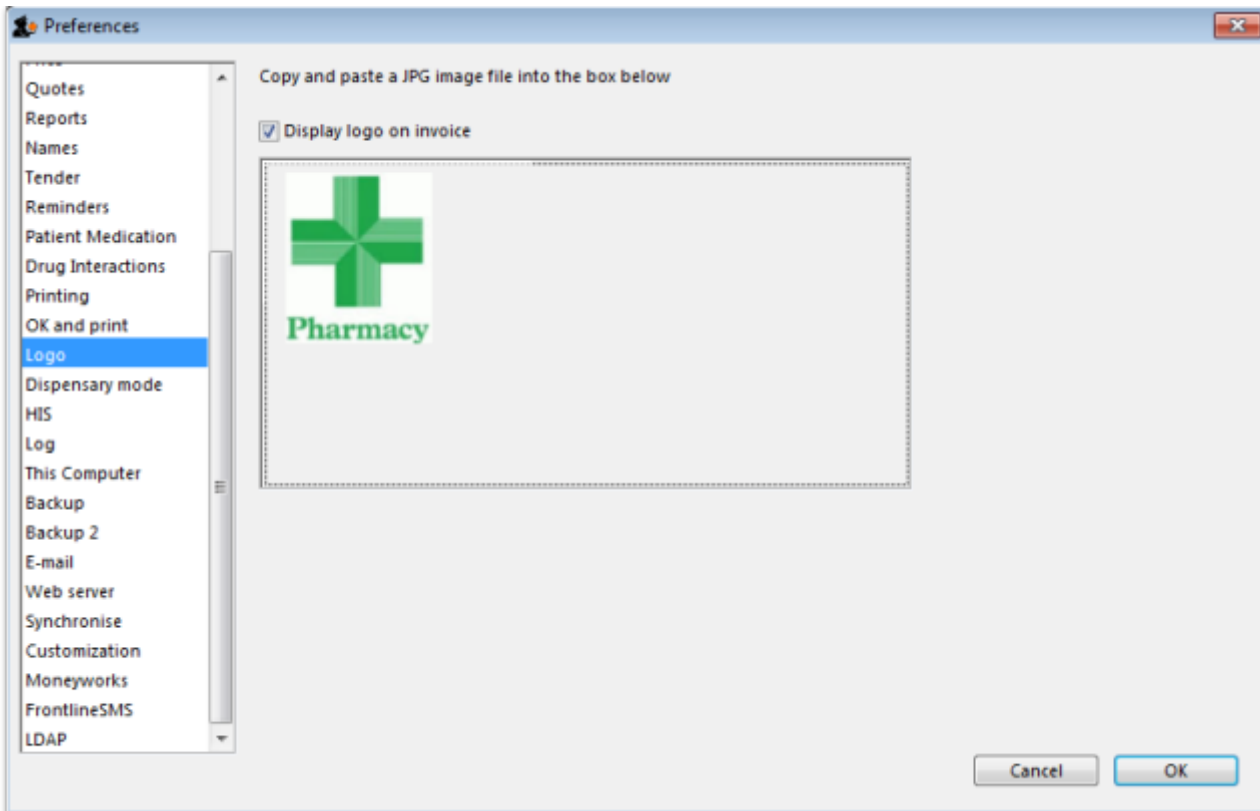 Preferences
Quotes
Reports
Names
Tender
Reminders
Patient Medication
Drug Interactions
Printing
OK and print
Logo
Dispensary mode
HIS
Log
This Computer
Backup
Backup 2
E-mail
Web server
Synchronise
Customization
Moneyworks
FrontlineSMS
LDAP
Copy and paste a JPG image file into the box below
Display logo on invoice
Pharmacy
Cancel
OK